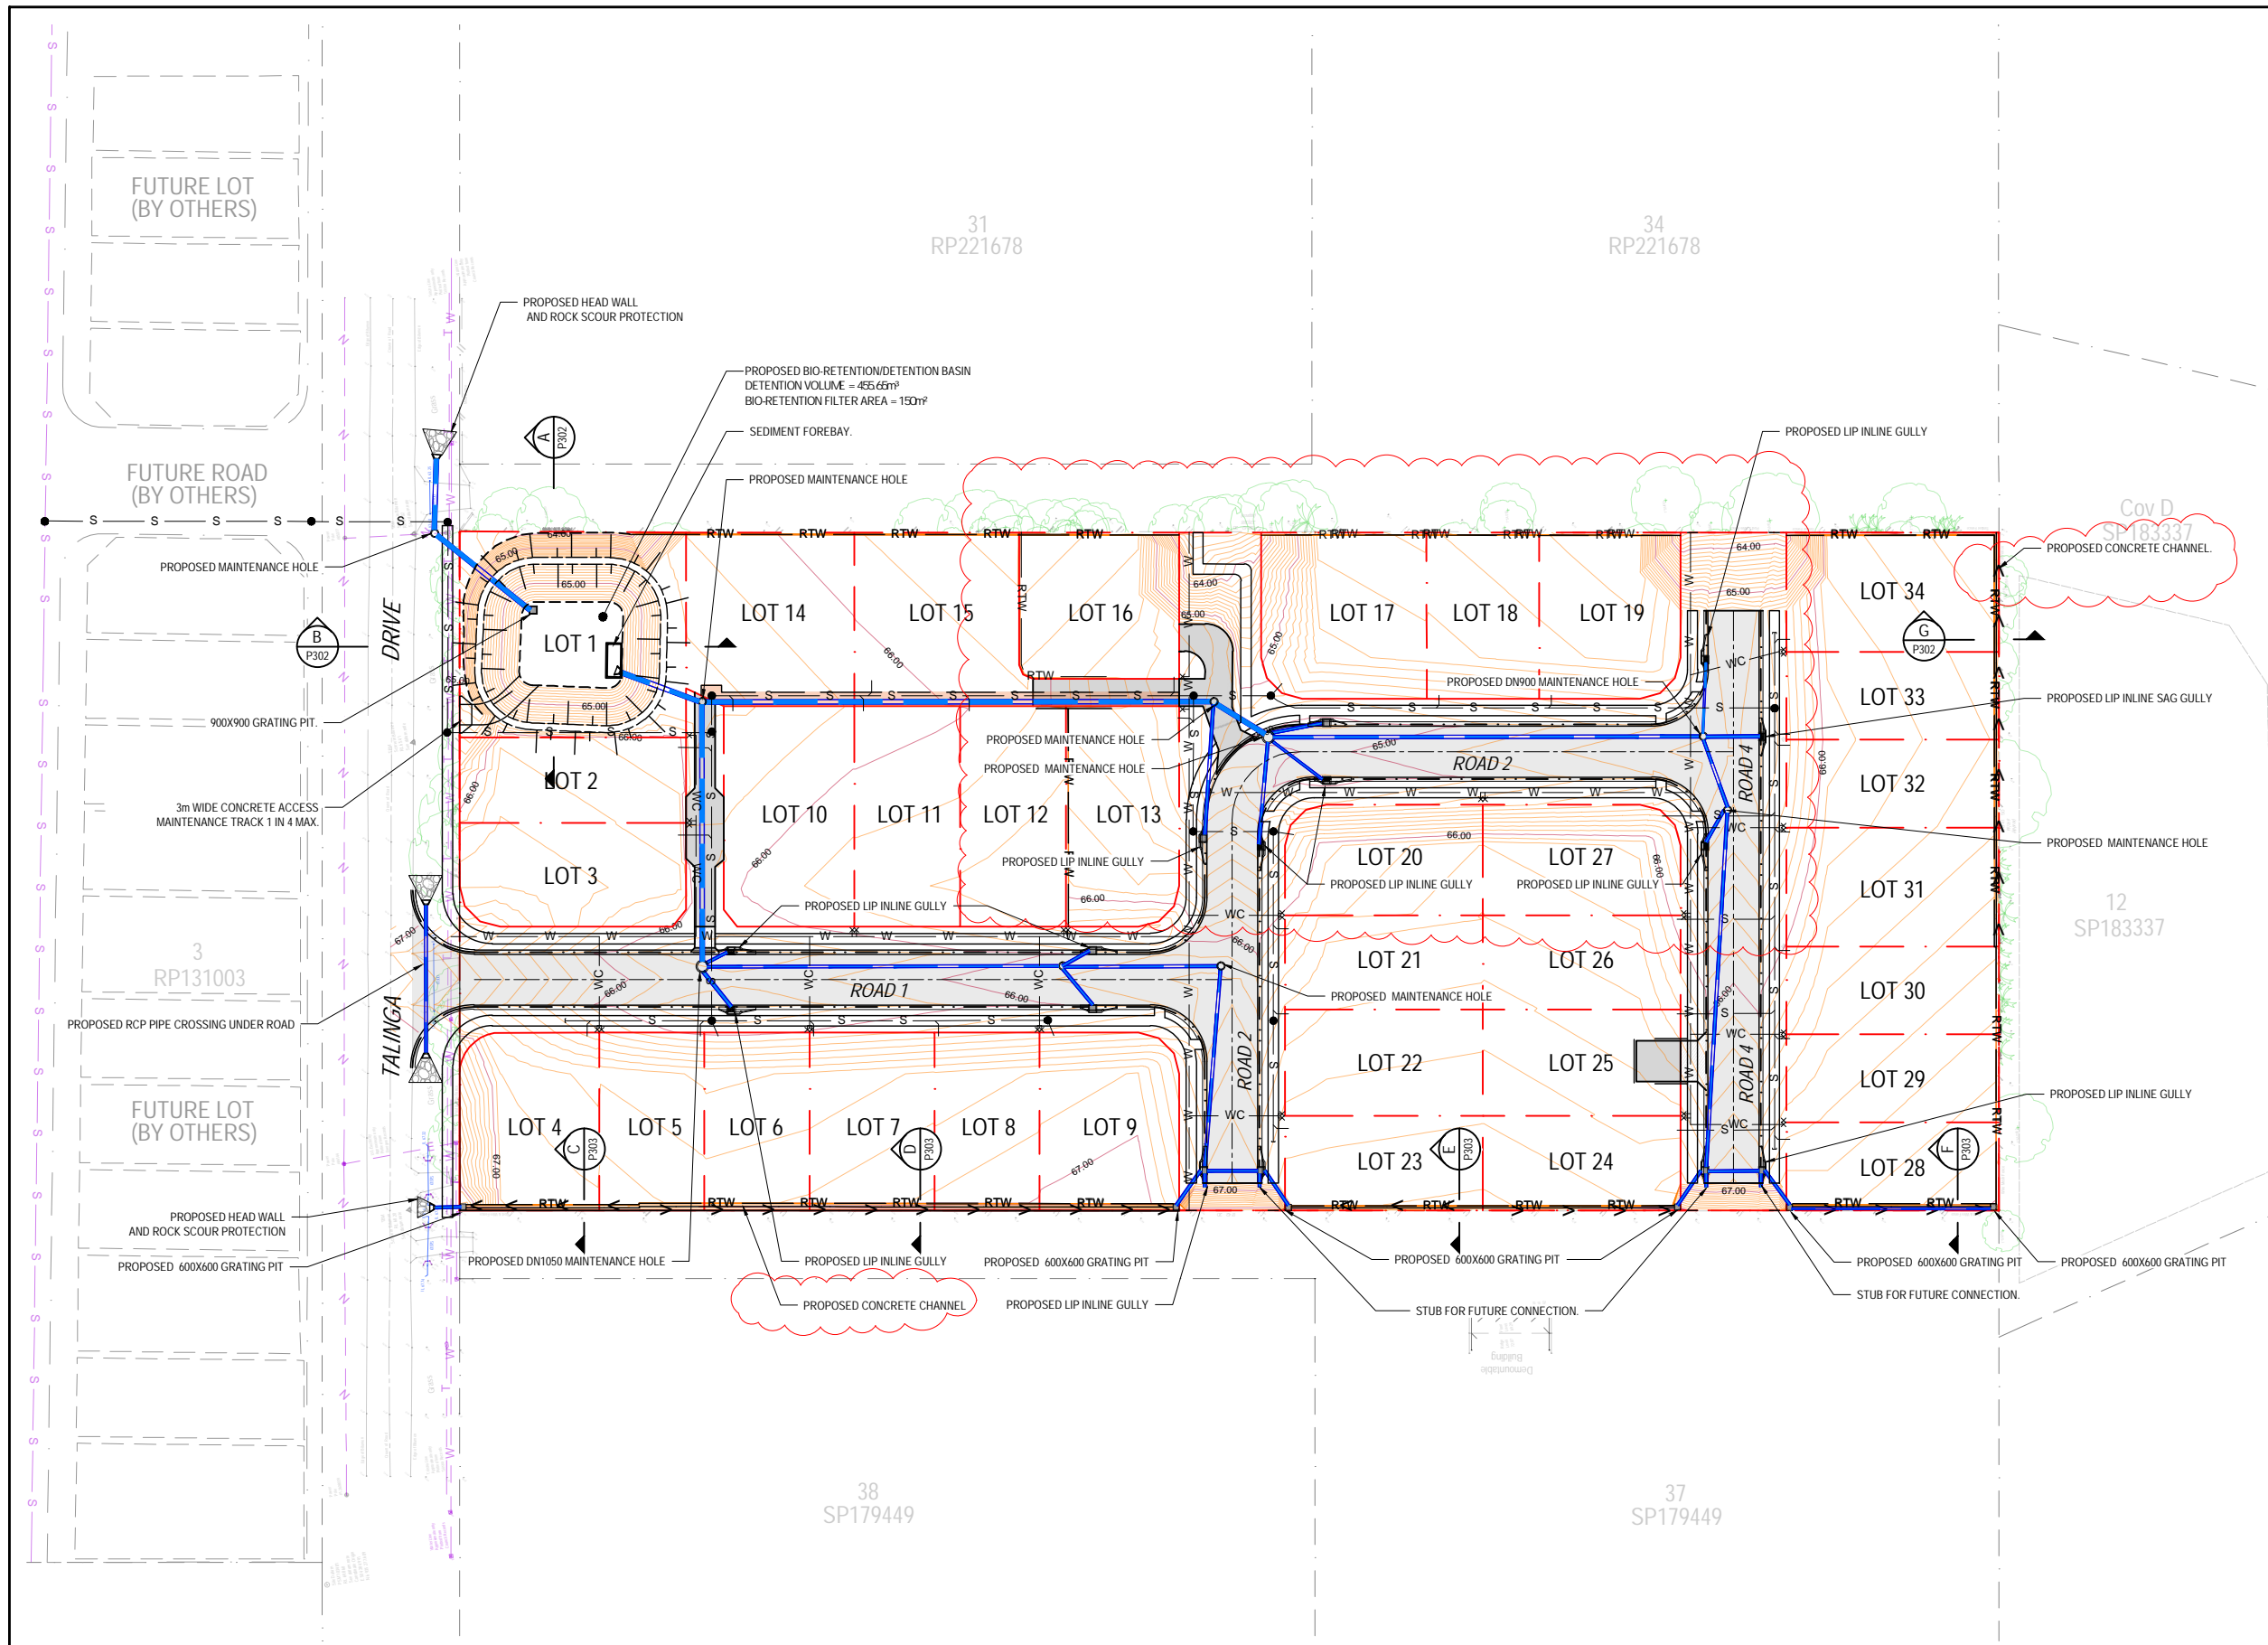 FUTURE LOT
(BY OTHERS)
31
RP221678
34
RP221678
PROPOSED HEAD WALL
AND ROCK SCOUR PROTECTION
PROPOSED BIO-RETENTION/DETENTION BASIN
DETENTION VOLUME = 455.65m³
BIO-RETENTION FILTER AREA = 150m²
SEDIMENT FOREBAY.
PROPOSED MAINTENANCE HOLE
A
P302
PROPOSED LIP INLINE GULLY
FUTURE ROAD
(BY OTHERS)
Cov D
SP183337
PROPOSED CONCRETE CHANNEL.
PROPOSED MAINTENANCE HOLE
B
P302
DRIVE
LOT 1
LOT 14
LOT 15
LOT 16
LOT 17
LOT 18
LOT 19
LOT 34
G
P302
PROPOSED DN900 MAINTENANCE HOLE
LOT 33
PROPOSED LIP INLINE SAG GULLY
900X900 GRATING PIT.
PROPOSED MAINTENANCE HOLE
PROPOSED MAINTENANCE HOLE
ROAD 2
ROAD 4
LOT 2
LOT 32
3m WIDE CONCRETE ACCESS
MAINTENANCE TRACK 1 IN 4 MAX.
LOT 10
LOT 11
LOT 12
LOT 13
PROPOSED MAINTENANCE HOLE
LOT 3
PROPOSED LIP INLINE GULLY
LOT 20
LOT 27
PROPOSED LIP INLINE GULLY
PROPOSED LIP INLINE GULLY
LOT 31
PROPOSED LIP INLINE GULLY
3
RP131003
12
SP183337
LOT 21
LOT 26
ROAD 1
PROPOSED MAINTENANCE HOLE
LOT 30
PROPOSED RCP PIPE CROSSING UNDER ROAD
TALINGA
ROAD 2
LOT 22
LOT 25
ROAD 4
LOT 29
PROPOSED LIP INLINE GULLY
FUTURE LOT
(BY OTHERS)
LOT 4
C
P303
LOT 5
LOT 6
LOT 7
D
P303
LOT 8
LOT 9
LOT 23
E
P303
LOT 24
LOT 28
F
P303
PROPOSED HEAD WALL
AND ROCK SCOUR PROTECTION
PROPOSED 600X600 GRATING PIT
PROPOSED DN1050 MAINTENANCE HOLE
PROPOSED LIP INLINE GULLY
PROPOSED 600X600 GRATING PIT
PROPOSED 600X600 GRATING PIT
PROPOSED 600X600 GRATING PIT
PROPOSED 600X600 GRATING PIT
PROPOSED CONCRETE CHANNEL
PROPOSED LIP INLINE GULLY
STUB FOR FUTURE CONNECTION.
STUB FOR FUTURE CONNECTION.
Demountable
Building
38
SP179449
37
SP179449